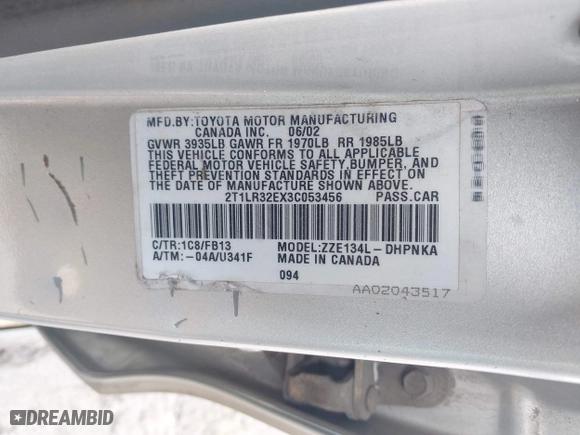 MFD.BY:TOYOTA MOTOR MANUFACTURING
CANADA INC. 06/02
GVWR 3935LB GAWR FR 1970LB RR 1985LB
THIS VEHICLE CONFORMS TO ALL APPLICABLE
FEDERAL MOTOR VEHICLE SAFETY,BUMPER, AND
THEFT PREVENTION STANDARDS IN EFFECT ON
THE DATE OF MANUFACTURE SHOWN ABOVE.
2T1LR32EX3C053456 PASS.CAR
C/TR:1C8/FB13 MODEL:ZZE134L-DHPNKA
A/TM:-04A/U341F MADE IN CANADA
094
AA02043517
DREAMBID